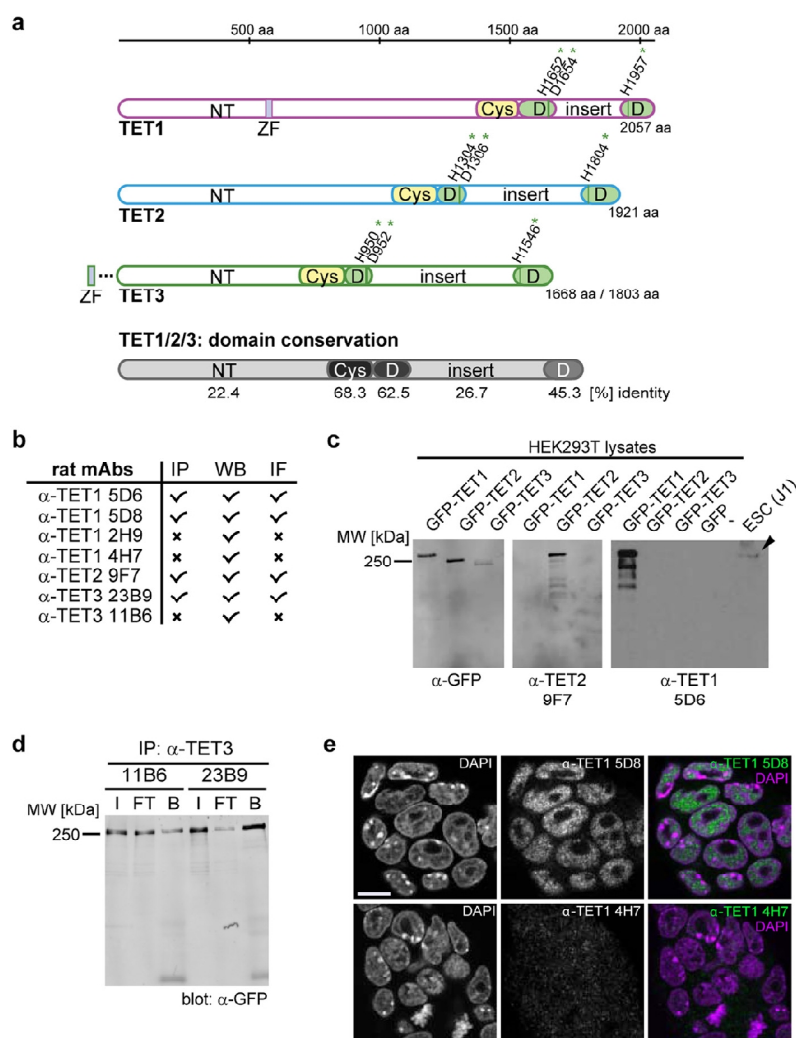 a
500 aa 1000 aa 1500 aa 2000 aa
* * *
H1652 D1654 H1957
NT Cys D insert D
TET1 ZF 2057 aa
* * *
H1304 D1306 H1804
NT Cys D insert D
TET2 1921 aa
* * *
H950 D952 H1546
NT Cys D insert D
ZF ... TET3 1668 aa / 1803 aa
TET1/2/3: domain conservation
NT Cys D insert D
22.4 68.3 62.5 26.7 45.3 [%] identity
b
rat mAbs IP WB IF
α-TET1 5D6 ✓ ✓ ✓
α-TET1 5D8 ✓ ✓ ✓
α-TET1 2H9 × ✓ ×
α-TET1 4H7 × ✓ ×
α-TET2 9F7 ✓ ✓ ✓
α-TET3 23B9 ✓ ✓ ✓
α-TET3 11B6 × ✓ ×
c
HEK293T lysates
GFP-TET1 GFP-TET2 GFP-TET3 GFP-TET1 GFP-TET2 GFP-TET3 GFP-TET1 GFP-TET2 GFP-TET3 GFP - ESC (J1)
MW [kDa]
250
α-GFP α-TET2 α-TET1
9F7 5D6
d
IP: α-TET3
11B6 23B9
I FT B I FT B
MW [kDa]
250
blot: α-GFP
e
DAPI α-TET1 5D8 α-TET1 5D8
DAPI
DAPI α-TET1 4H7 α-TET1 4H7
DAPI